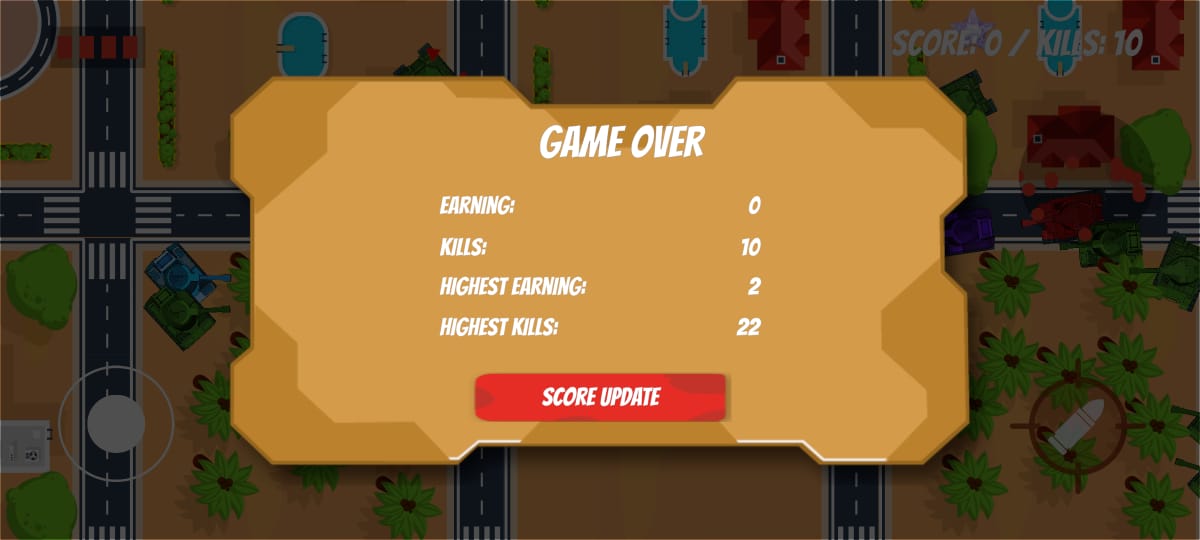 SCORE: 0 / KILLS: 10
GAME OVER
EARNING: 0
KILLS: 10
HIGHEST EARNING: 2
HIGHEST KILLS: 22
SCORE UPDATE